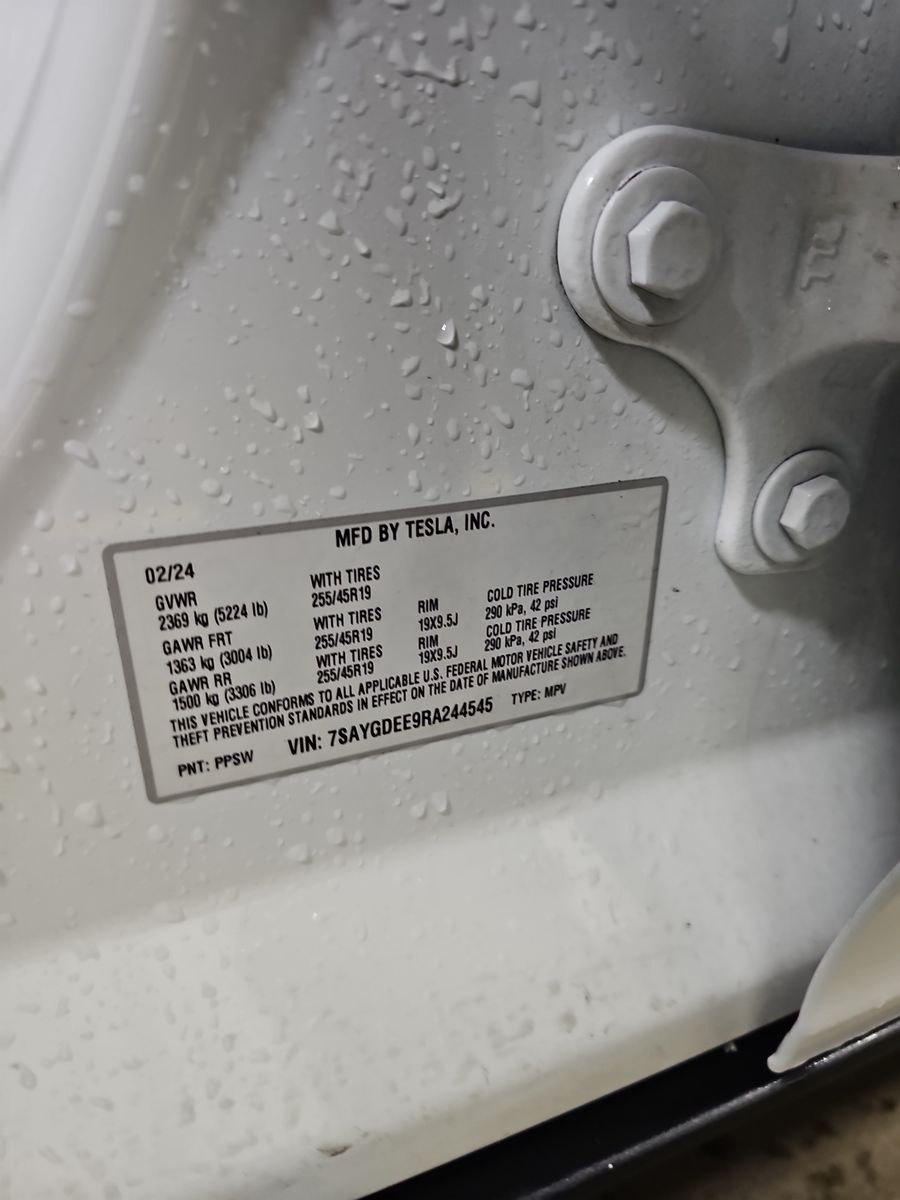 MFD BY TESLA, INC.
02/24
GVWR WITH TIRES
2369 kg (5224 lb) 255/45R19
GAWR FRT WITH TIRES RIM COLD TIRE PRESSURE
1363 kg (3004 lb) 255/45R19 19X9.5J 290 kPa, 42 psi
GAWR RR WITH TIRES RIM COLD TIRE PRESSURE
1500 kg (3306 lb) 255/45R19 19X9.5J 290 kPa, 42 psi
THIS VEHICLE CONFORMS TO ALL APPLICABLE U.S. FEDERAL MOTOR VEHICLE SAFETY AND
THEFT PREVENTION STANDARDS IN EFFECT ON THE DATE OF MANUFACTURE SHOWN ABOVE.
PNT: PPSW VIN: 7SAYGDEE9RA244545 TYPE: MPV